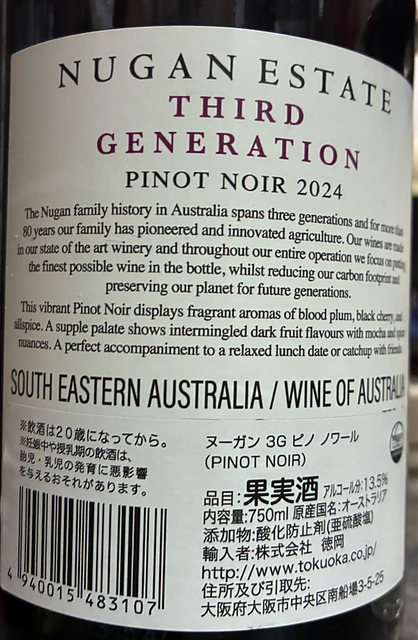 NUGAN ESTATE
THIRD
GENERATION
PINOT NOIR 2024
The Nugan family history in Australia spans three generations and for more than
80 years our family has pioneered and innovated agriculture. Our wines are made
in our state of the art winery and throughout our entire operation we focus on putting
the finest possible wine in the bottle, whilst reducing our carbon footprint and
preserving our planet for future generations.
This vibrant Pinot Noir displays fragrant aromas of blood plum, black cherry, and
allspice. A supple palate shows intermingled dark fruit flavours with mocha and spice
nuances. A perfect accompaniment to a relaxed lunch date or catchup with friends.
SOUTH EASTERN AUSTRALIA / WINE OF AUSTRALIA
※飲酒は20歳になってから。
※妊娠中や授乳期の飲酒は、
胎児・乳児の発育に悪影響
を与えるおそれがあります。
4 940015 483107
ヌーガン 3G ピノ ノワール
(PINOT NOIR)
品目:果実酒 アルコール分:13.5%
内容量:750ml 原産国名:オーストラリア
添加物:酸化防止剤(亜硫酸塩)
輸入者:株式会社 徳岡
http://www.tokuoka.co.jp/
住所及び引取先:
大阪府大阪市中央区南船場3-5-25